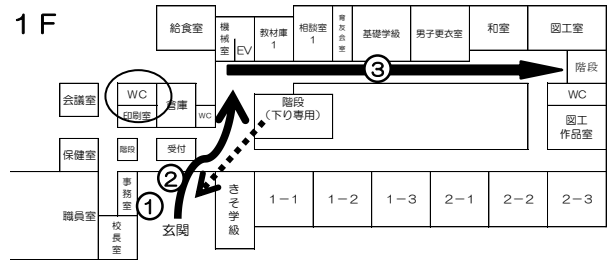 1F
給食室
機械室
EV
教材庫1
相談室1
育友会室
基礎学級
男子更衣室
和室
図工室
③
階段
会議室
WC
印刷室
倉庫
WC
階段
(下り専用)
WC
図工作品室
保健室
階段
受付
②
職員室
事務室
①
校長室
玄関
きそ学級
1-1
1-2
1-3
2-1
2-2
2-3